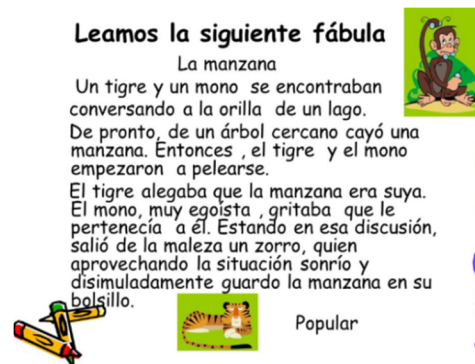 Leamos la siguiente fábula
La manzana
Un tigre y un mono se encontraban
conversando a la orilla de un lago.
De pronto, de un árbol cercano cayó una
manzana. Entonces , el tigre y el mono
empezaron a pelearse.
El tigre alegaba que la manzana era suya.
El mono, muy egoísta , gritaba que le
pertenecía a él. Estando en esa discusión,
salió de la maleza un zorro, quien
aprovechando la situación sonrío y
disimuladamente guardo la manzana en su
bolsillo.
Popular